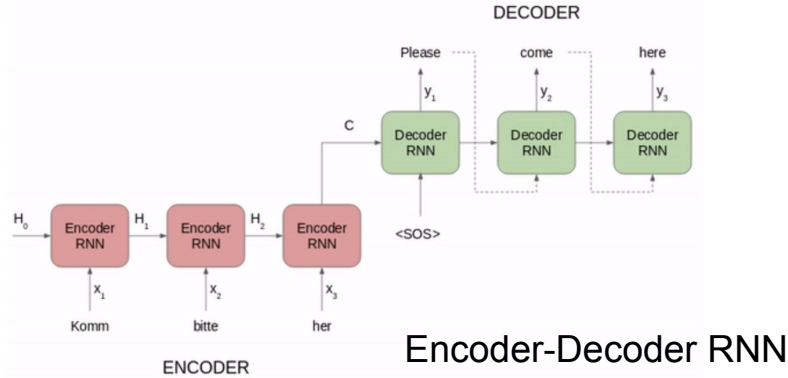 DECODER
Please come here
y1 y2 y3
C
Decoder RNN
Decoder RNN
Decoder RNN
<SOS>
H0 H1 H2
Encoder RNN
Encoder RNN
Encoder RNN
x1 x2 x3
Komm bitte her
ENCODER
Encoder-Decoder RNN